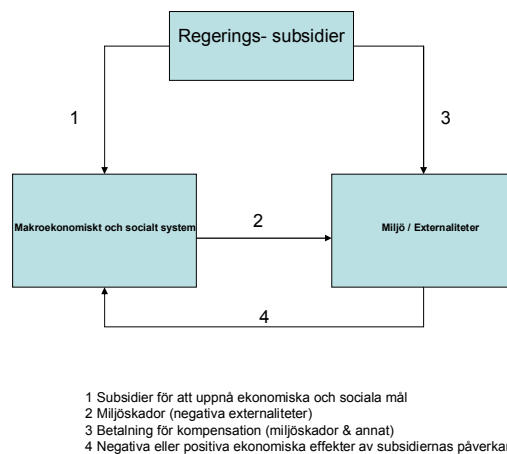 Regerings- subsidier
1
3
Makroekonomiskt och socialt system
2
Miljö / Externaliteter
4
1 Subsidier för att uppnå ekonomiska och sociala mål
2 Miljöskador (negativa externaliteter)
3 Betalning för kompensation (miljöskador & annat)
4 Negativa eller positiva ekonomiska effekter av subsidiernas påverkan